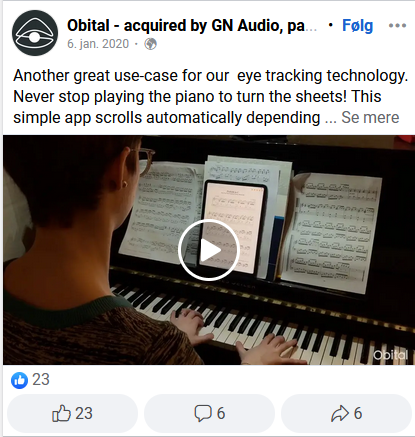 Obital - acquired by GN Audio, pa... · Følg
6. jan. 2020 ·
Another great use-case for our eye tracking technology.
Never stop playing the piano to turn the sheets! This
simple app scrolls automatically depending ... Se mere
Obital
23
23
6
6